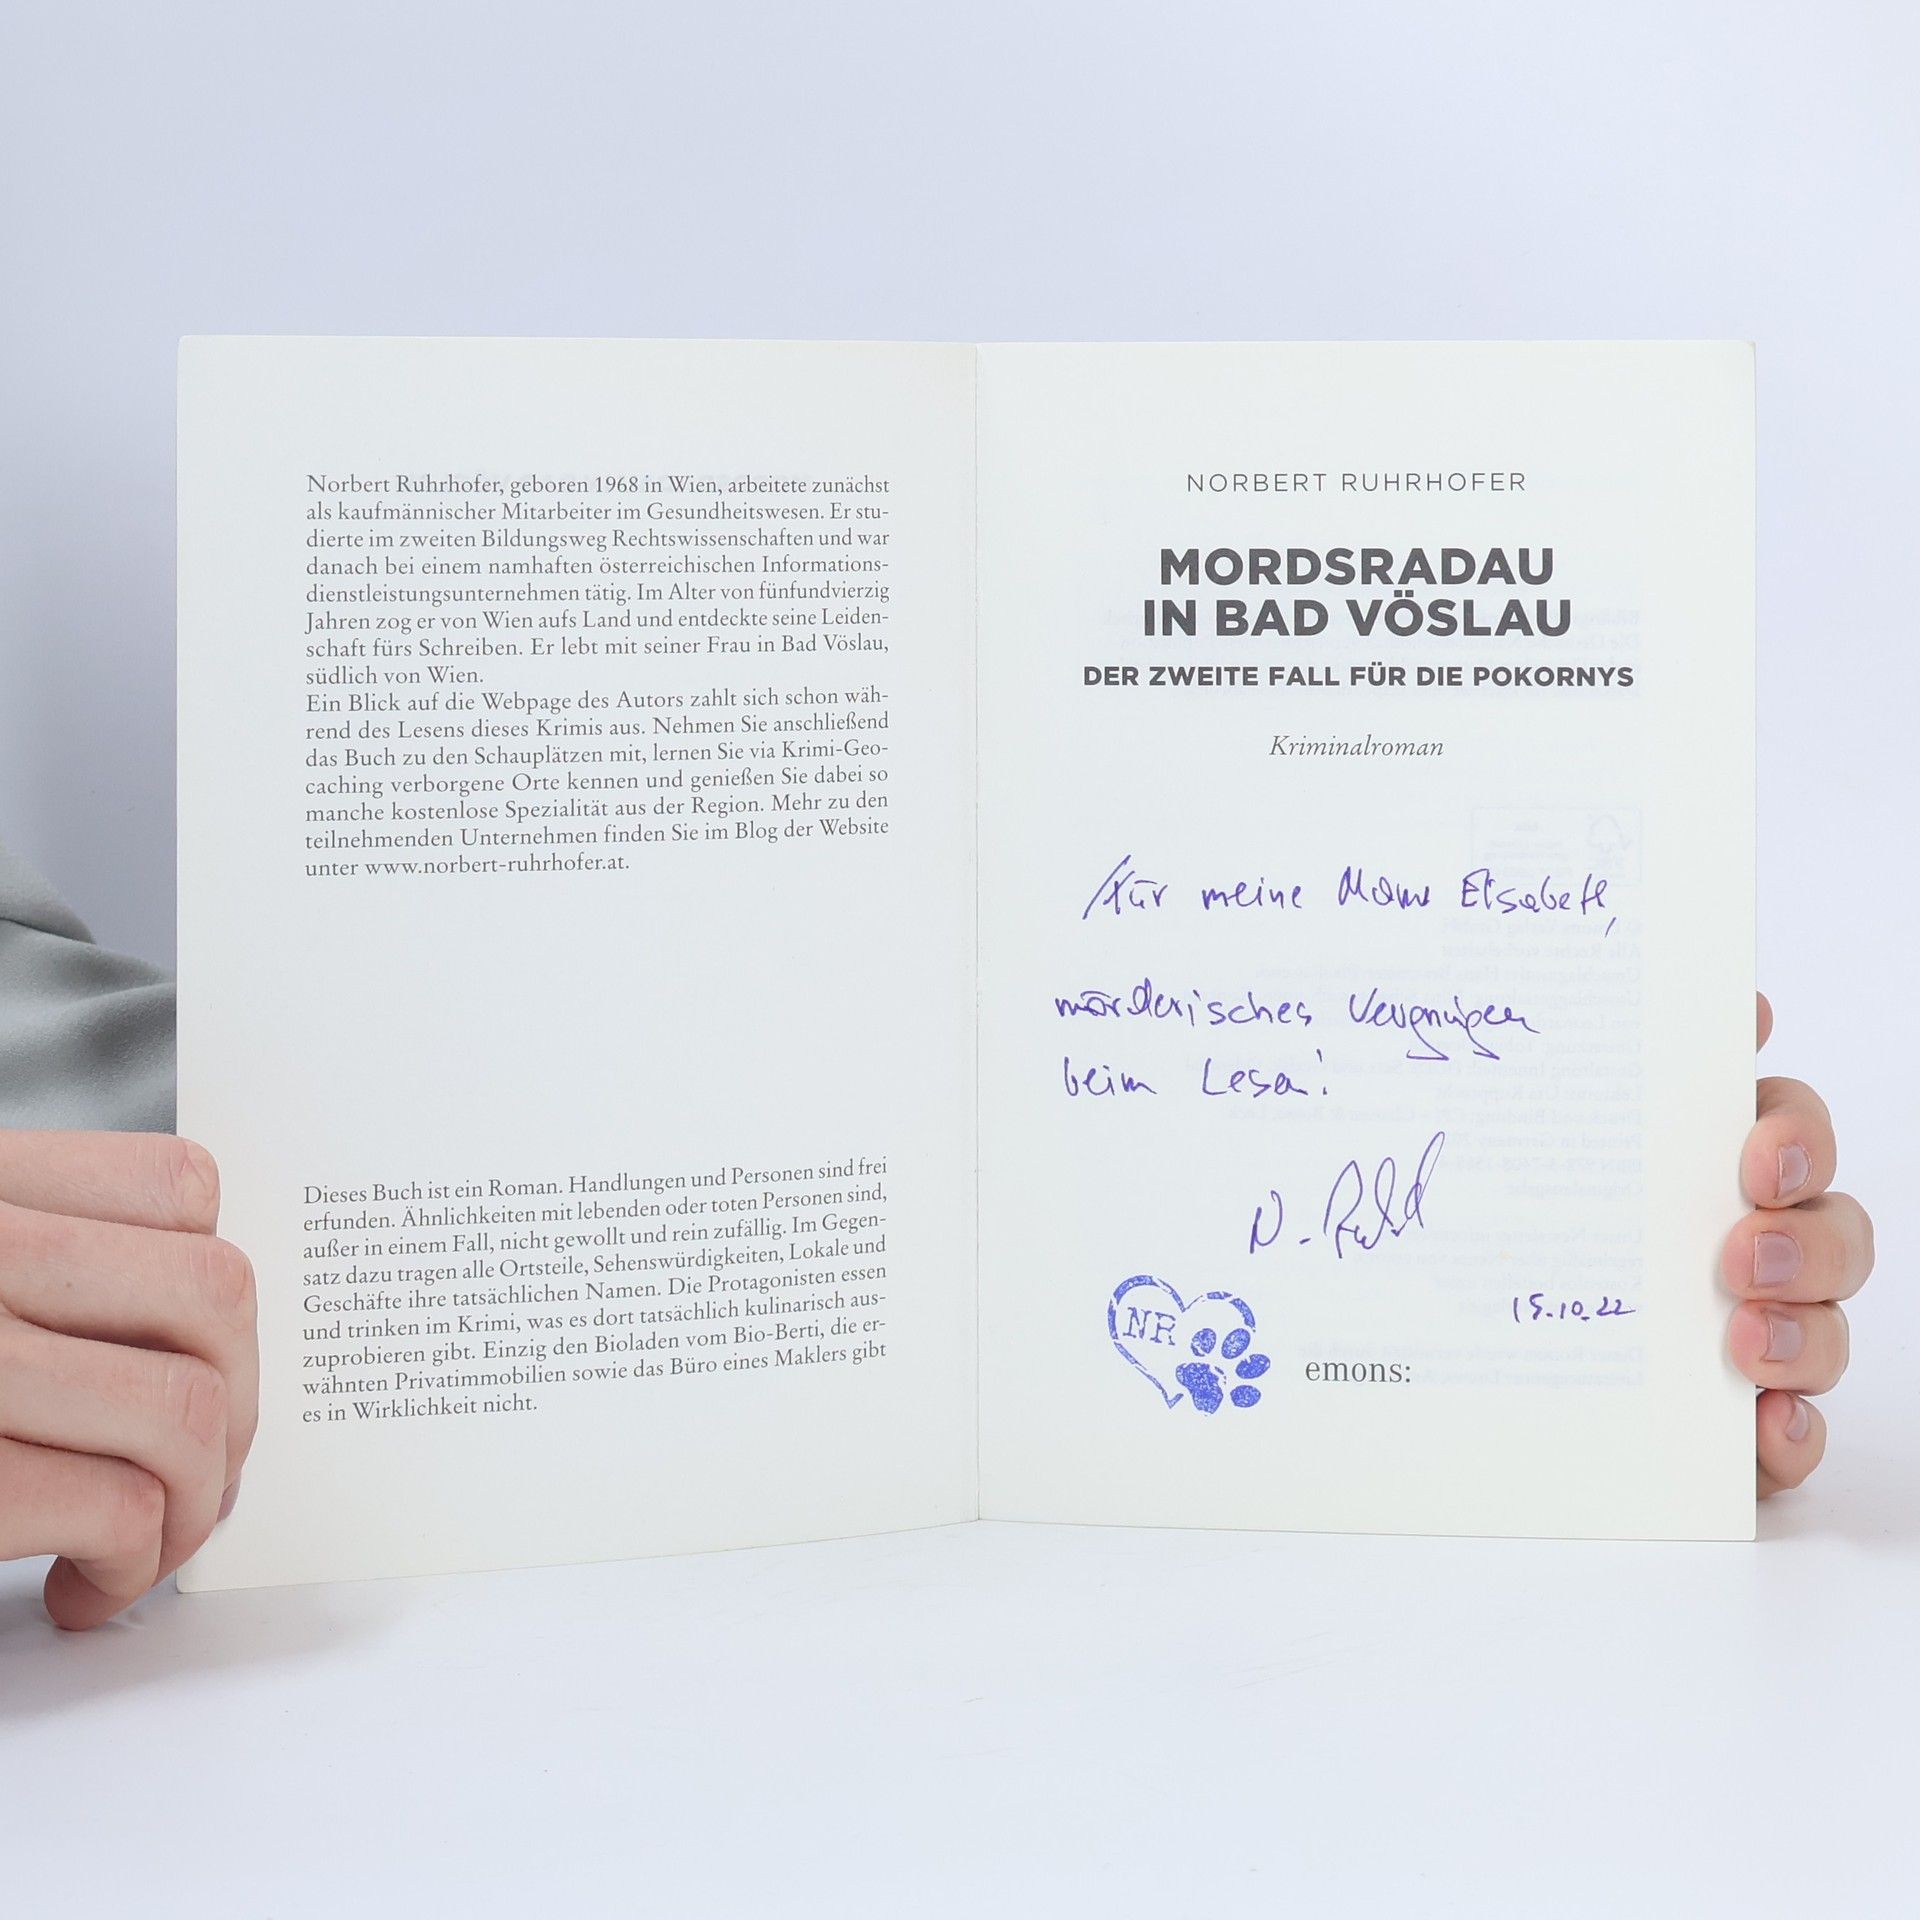 Norbert Ruhrhofer, geboren 1968 in Wien, arbeitete zunächst
als kaufmännischer Mitarbeiter im Gesundheitswesen. Er stu-
dierte im zweiten Bildungsweg Rechtswissenschaften und war
danach bei einem namhaften österreichischen Informations-
dienstleistungsunternehmen tätig. Im Alter von fünfundvierzig
Jahren zog er von Wien aufs Land und entdeckte seine Leiden-
schaft fürs Schreiben. Er lebt mit seiner Frau in Bad Vöslau,
südlich von Wien.
Ein Blick auf die Webpage des Autors zahlt sich schon wäh-
rend des Lesens dieses Krimis aus. Nehmen Sie anschließend
das Buch zu den Schauplätzen mit, lernen Sie via Krimi-Geo-
caching verborgene Orte kennen und genießen Sie dabei so
manche kostenlose Spezialität aus der Region. Mehr zu den
teilnehmenden Unternehmen finden Sie im Blog der Website
unter www.norbert-ruhrhofer.at.
Dieses Buch ist ein Roman. Handlungen und Personen sind frei
erfunden. Ähnlichkeiten mit lebenden oder toten Personen sind,
außer in einem Fall, nicht gewollt und rein zufällig. Im Gegen-
satz dazu tragen alle Ortsteile, Sehenswürdigkeiten, Lokale und
Geschäfte ihre tatsächlichen Namen. Die Protagonisten essen
und trinken im Krimi, was es dort tatsächlich kulinarisch aus-
zuprobieren gibt. Einzig den Bioladen vom Bio-Berti, die er-
wähnten Privatimmobilien sowie das Büro eines Maklers gibt
es in Wirklichkeit nicht.
NORBERT RUHRHOFER
MORDSRADAU
IN BAD VÖSLAU
DER ZWEITE FALL FÜR DIE POKORNYS
Kriminalroman
Für meine Mama Elisabeth,
mörderisches Vergnügen
beim Lesen!
N.
15.10.22
NR
emons: